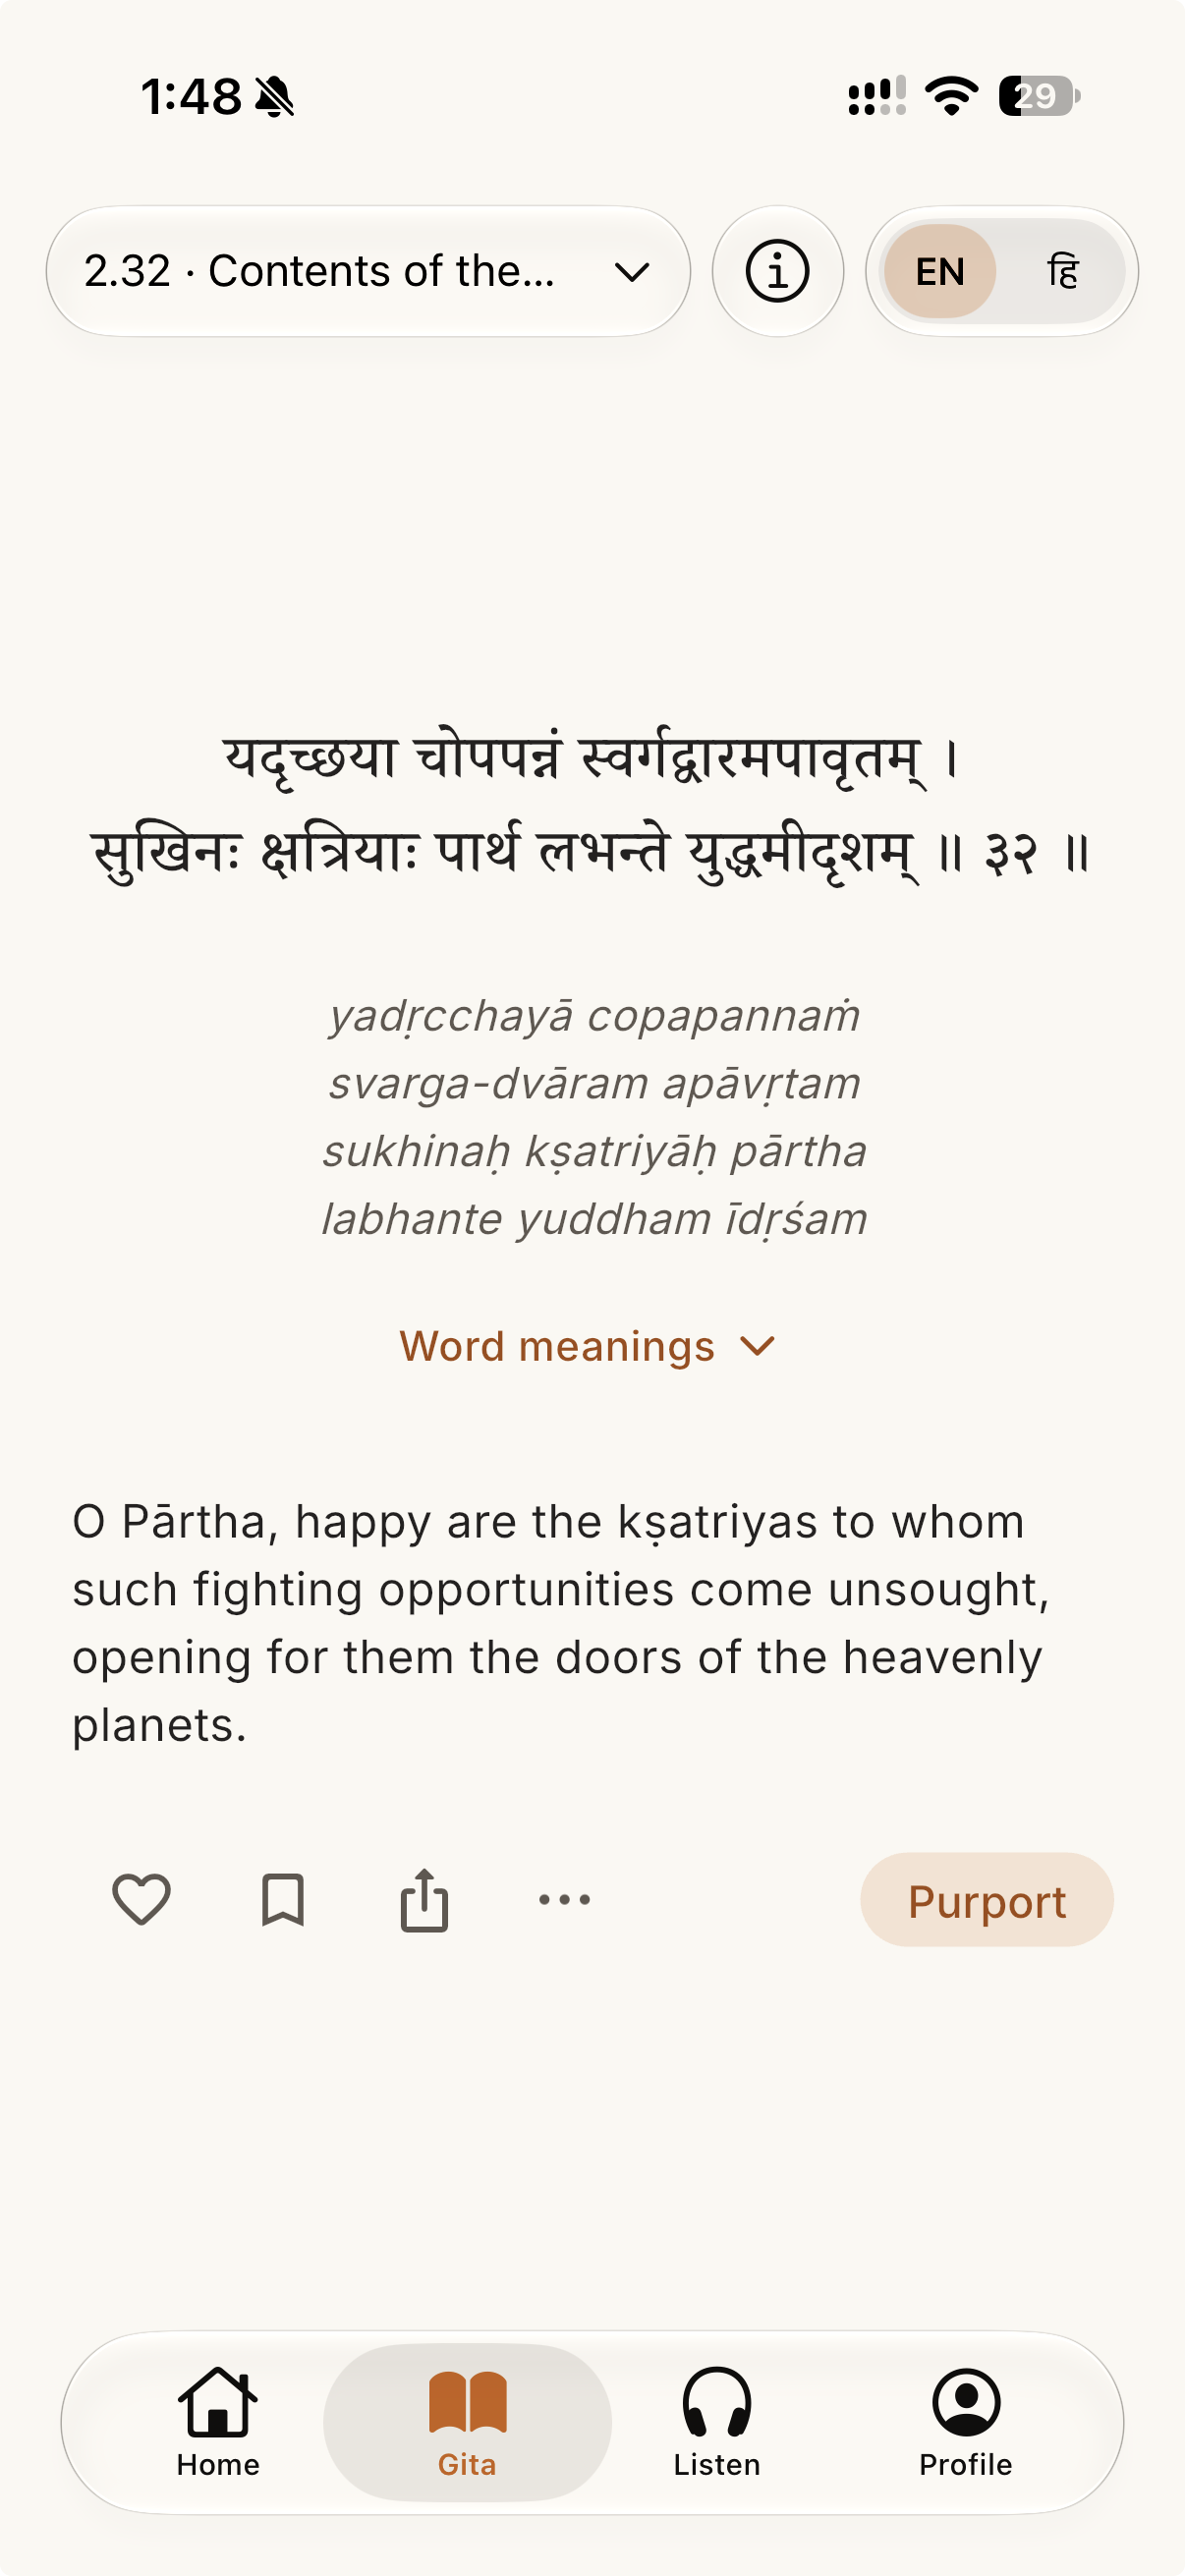 1:48
29
2.32 · Contents of the...
EN
हि
यदृच्छया चोपपन्नं स्वर्गद्वारमपावृतम् ।
सुखिनः क्षत्रियाः पार्थ लभन्ते युद्धमीदृशम् ॥ ३२ ॥
yadṛcchayā copapannaṁ
svarga-dvāram apāvṛtam
sukhinaḥ kṣatriyāḥ pārtha
labhante yuddham īdṛśam
Word meanings
O Pārtha, happy are the kṣatriyas to whom
such fighting opportunities come unsought,
opening for them the doors of the heavenly
planets.
Purport
Home
Gita
Listen
Profile